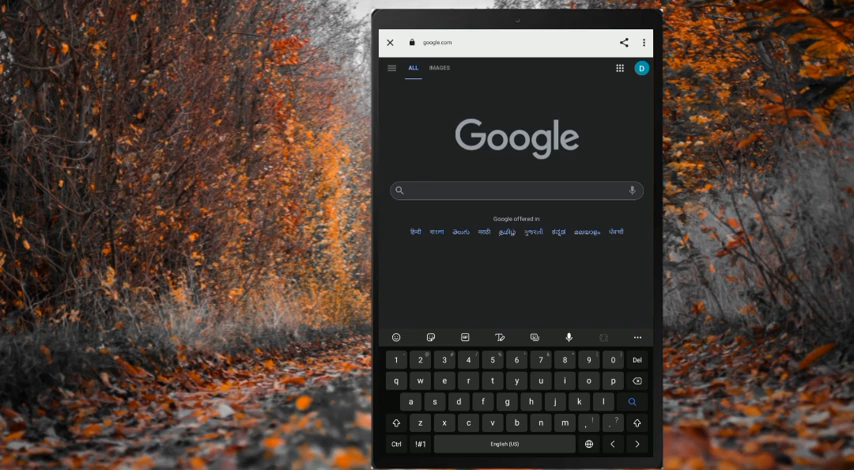 google.com
ALL IMAGES
D
Google
Google offered in
हिन्दी বাংলা తెలుగు मराठी தமிழ் ગુજરાતી ಕನ್ನಡ മലയാളം ਪੰਜਾਬੀ
1 2 3 4 5 6 7 8 9 0 Del
q w e r t y u i o p
a s d f g h j k l
z x c v b n m , ! . ?
Ctrl !#1 English (US)